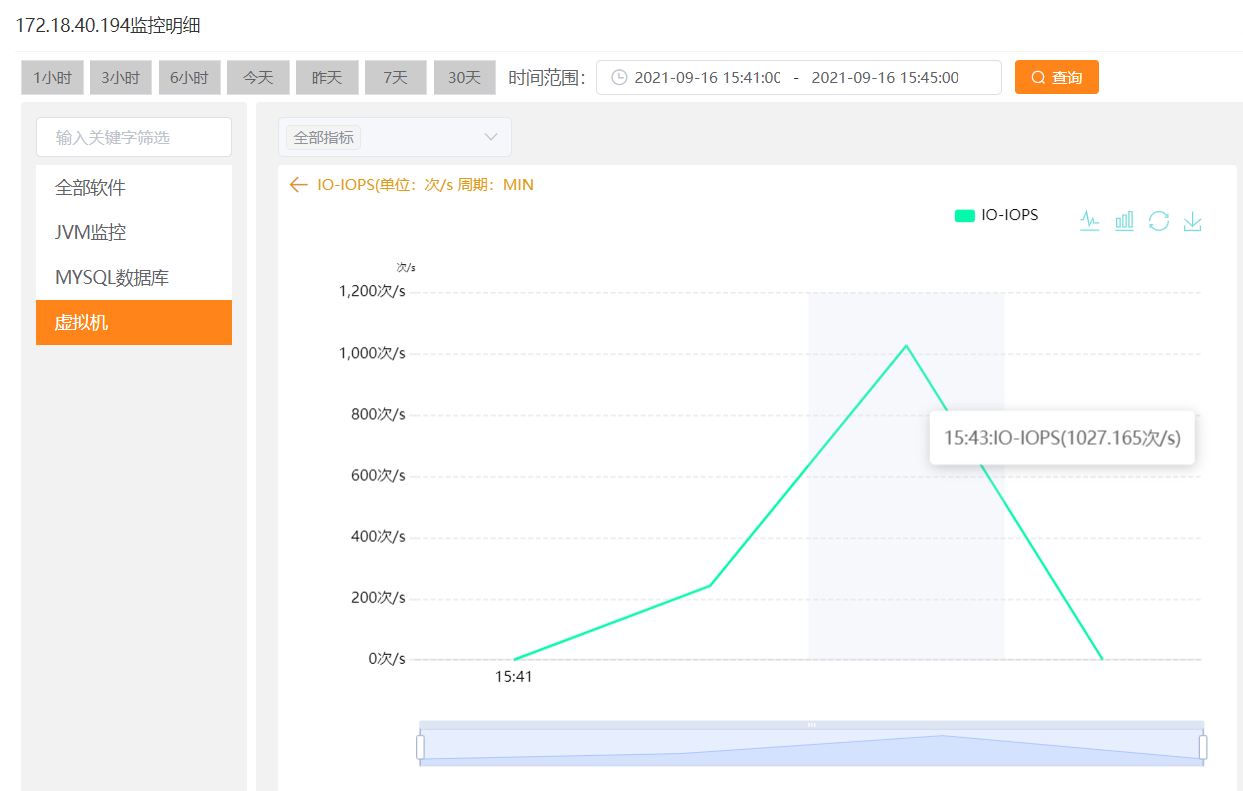 172.18.40.194监控明细
1小时 3小时 6小时 今天 昨天 7天 30天 时间范围： 2021-09-16 15:41:00 - 2021-09-16 15:45:00 查询
输入关键字筛选
全部指标
全部软件
JVM监控
MYSQL数据库
虚拟机
IO-IOPS(单位：次/s 周期：MIN
IO-IOPS
次/s
1,200次/s
1,000次/s
800次/s
15:43:IO-IOPS(1027.165次/s)
600次/s
400次/s
200次/s
0次/s
15:41